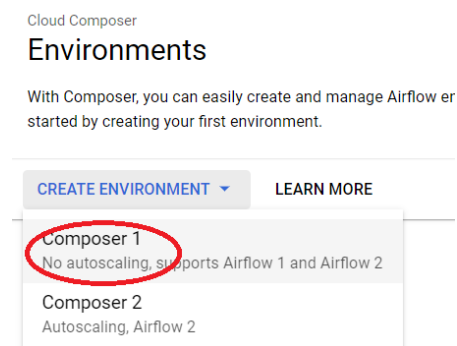 Cloud Composer
Environments
With Composer, you can easily create and manage Airflow
started by creating your first environment.
CREATE ENVIRONMENT
LEARN MORE
Composer 1
No autoscaling, supports Airflow 1 and Airflow 2
Composer 2
Autoscaling, Airflow 2